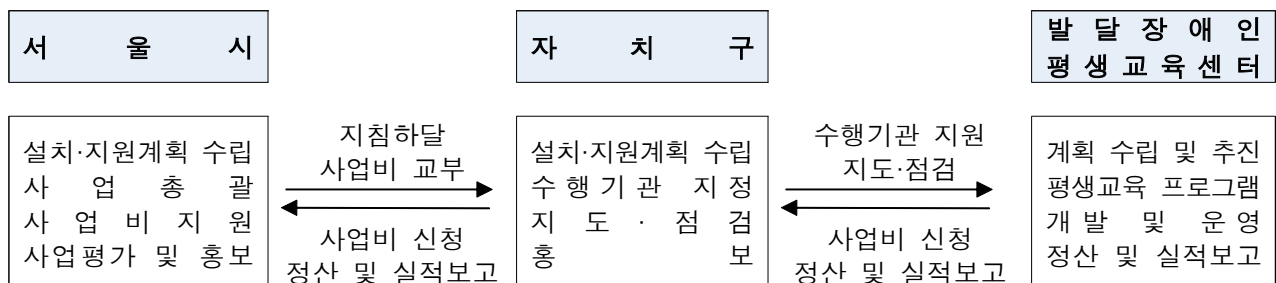 서 울 시
자 치 구
발 달 장 애 인
평 생 교 육 센 터
설치·지원계획 수립
사 업 총 괄
사 업 비 지 원
사업평가 및 홍보
지침하달
사업비 교부
사업비 신청
정산 및 실적보고
설치·지원계획 수립
수 행 기 관 지 정
지 도 · 점 검
홍 보
수행기관 지원
지도·점검
사업비 신청
정산 및 실적보고
계획 수립 및 추진
평생교육 프로그램
개 발 및 운 영
정산 및 실적보고